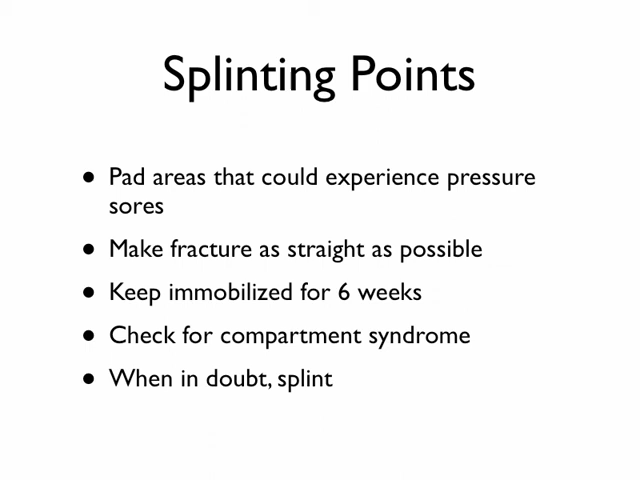 Splinting Points
• Pad areas that could experience pressure
sores
• Make fracture as straight as possible
• Keep immobilized for 6 weeks
• Check for compartment syndrome
• When in doubt, splint